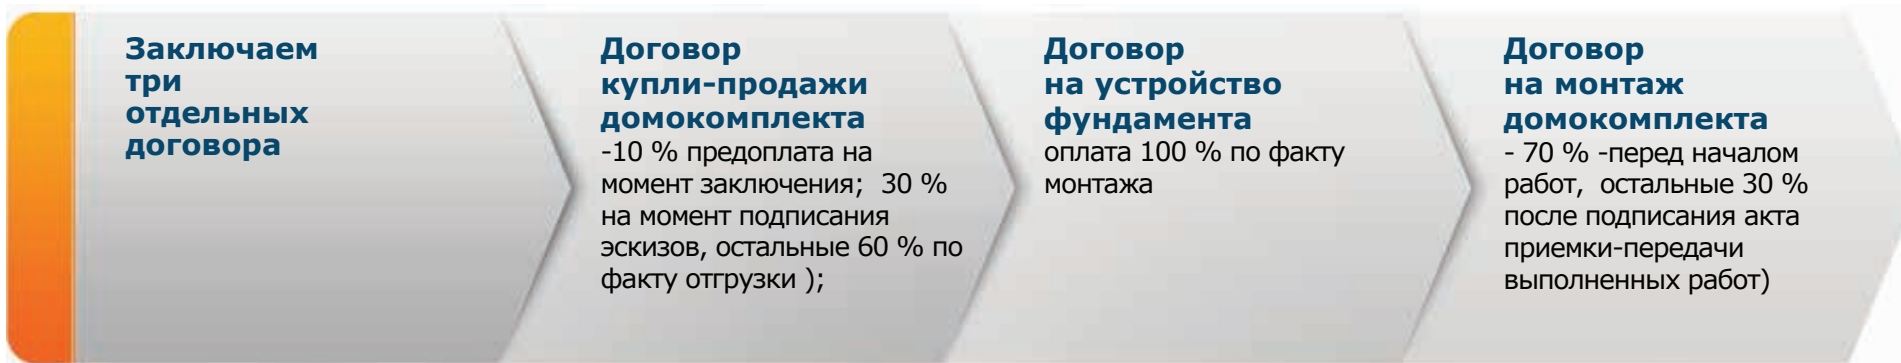 Заключаем
три
отдельных
договора
Договор
купли-продажи
домокомплекта
-10 % предоплата на
момент заключения; 30 %
на момент подписания
эскизов, остальные 60 % по
факту отгрузки );
Договор
на устройство
фундамента
оплата 100 % по факту
монтажа
Договор
на монтаж
домокомплекта
- 70 % -перед началом
работ, остальные 30 %
после подписания акта
приемки-передачи
выполненных работ)